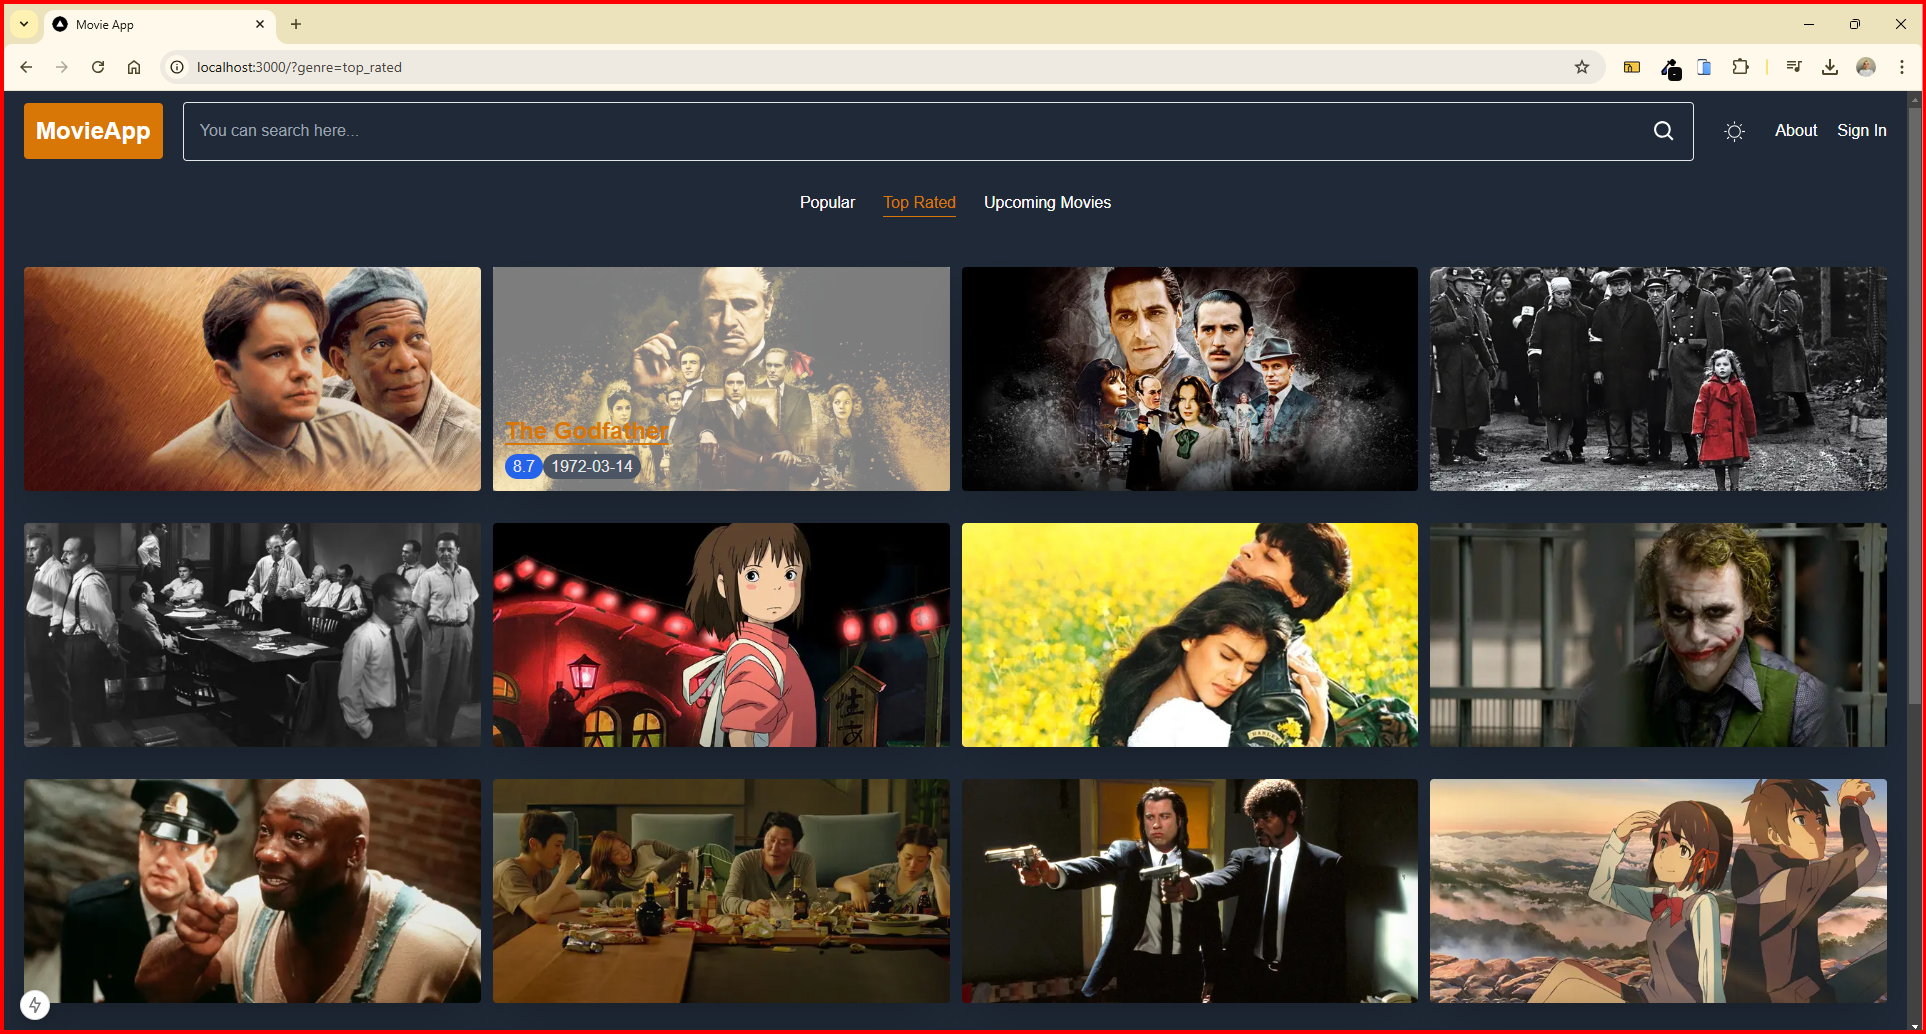 Movie App
localhost:3000/?genre=top_rated
MovieApp
You can search here...
About
Sign In
Popular
Top Rated
Upcoming Movies
The Godfather
8.7
1972-03-14